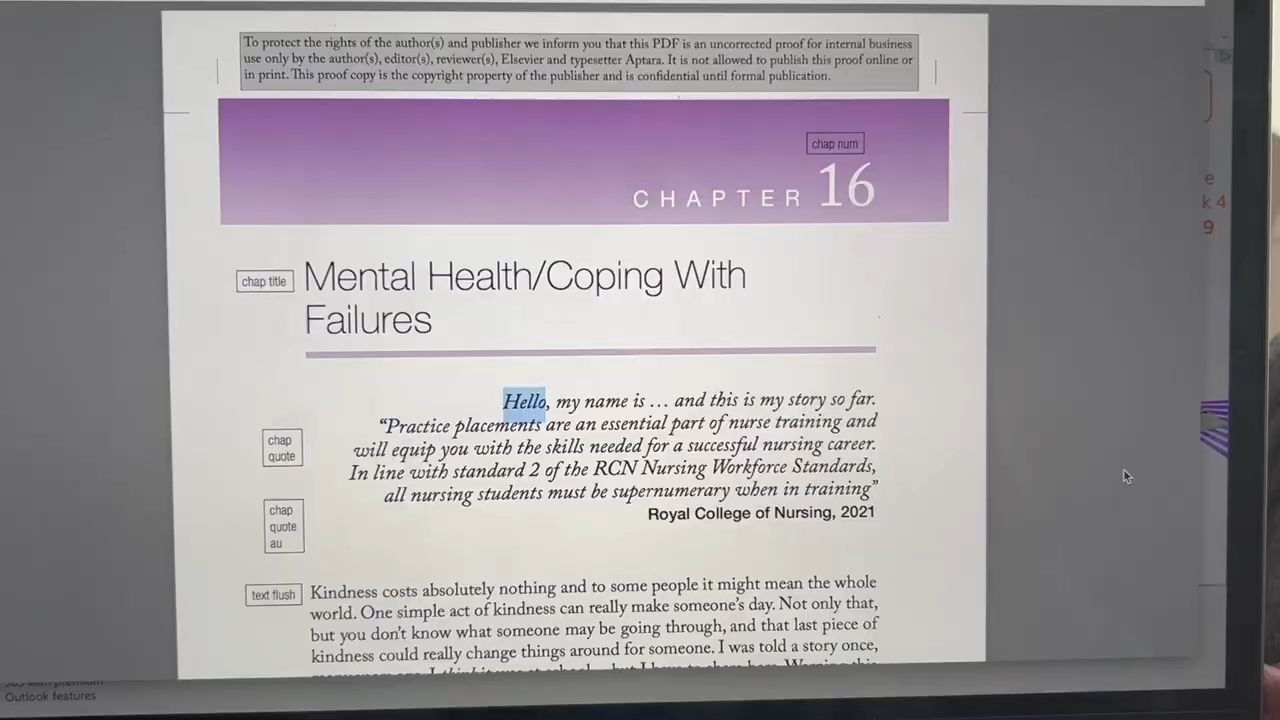 To protect the rights of the author(s) and publisher we inform you that this PDF is an uncorrected proof for internal business
use only by the author(s), editor(s), reviewer(s), Elsevier and typesetter Aptara. It is not allowed to publish this proof online or
in print. This proof copy is the copyright property of the publisher and is confidential until formal publication.
chap num
CHAPTER 16
chap title
Mental Health/Coping With
Failures
Hello, my name is … and this is my story so far.
“Practice placements are an essential part of nurse training and
will equip you with the skills needed for a successful nursing career.
In line with standard 2 of the RCN Nursing Workforce Standards,
all nursing students must be supernumerary when in training”
Royal College of Nursing, 2021
chap
quote
chap
quote
au
text flush
Kindness costs absolutely nothing and to some people it might mean the whole
world. One simple act of kindness can really make someone’s day. Not only that,
but you don’t know what someone may be going through, and that last piece of
kindness could really change things around for someone. I was told a story once,
e
k 4
9
Outlook features